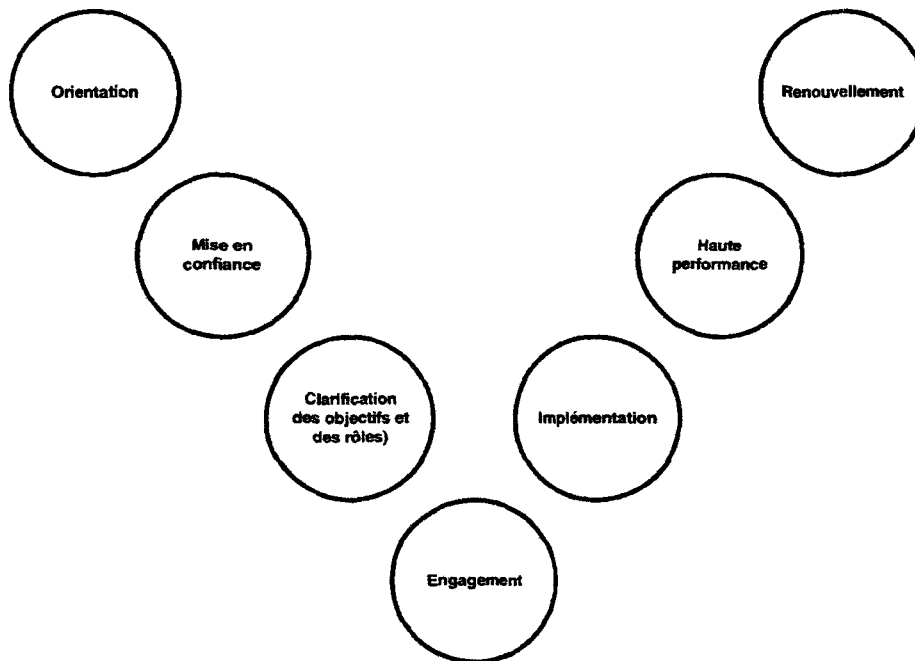 Orientation
Renouvellement
Mise en
confiance
Haute
performance
Clarification
des objectifs et
des rôles)
Implémentation
Engagement